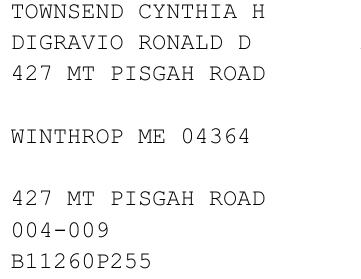 TOWNSEND CYNTHIA H
DIGRAVIO RONALD D
427 MT PISGAH ROAD
WINTHROP ME 04364
427 MT PISGAH ROAD
004-009
B11260P255